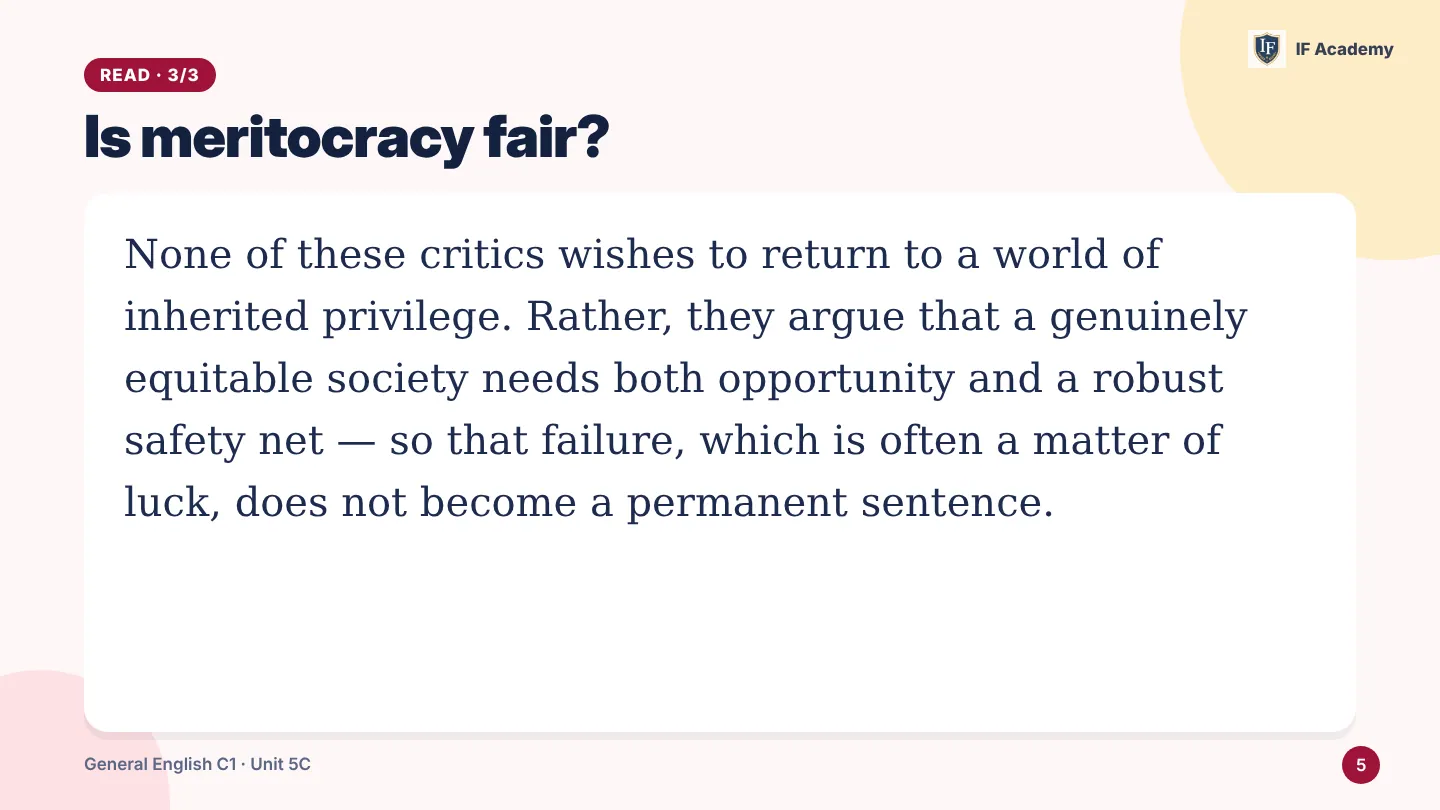 IF
IF Academy
READ · 3/3
Is meritocracy fair?
None of these critics wishes to return to a world of
inherited privilege. Rather, they argue that a genuinely
equitable society needs both opportunity and a robust
safety net — so that failure, which is often a matter of
luck, does not become a permanent sentence.
General English C1 · Unit 5C
5